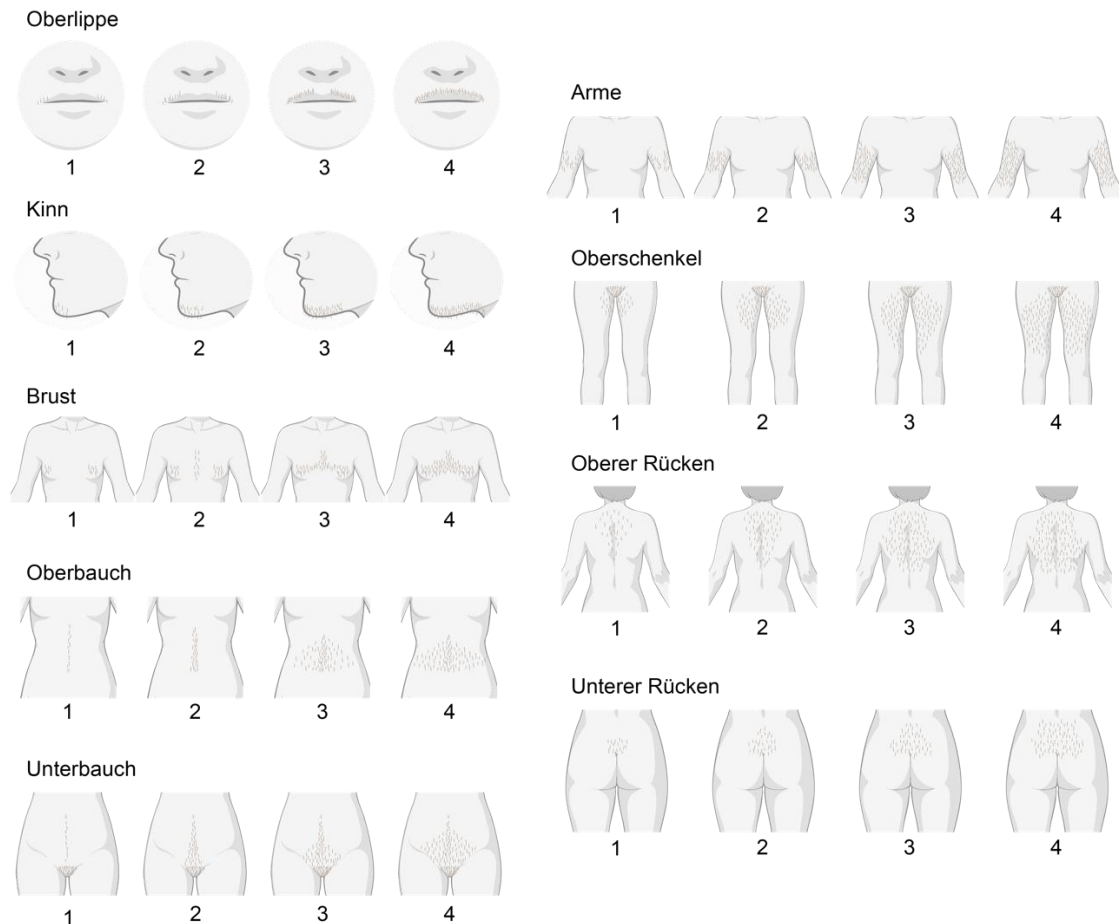 Oberlippe
1 2 3 4
Kinn
1 2 3 4
Brust
1 2 3 4
Oberbauch
1 2 3 4
Unterbauch
1 2 3 4
Arme
1 2 3 4
Oberschenkel
1 2 3 4
Oberer Rücken
1 2 3 4
Unterer Rücken
1 2 3 4